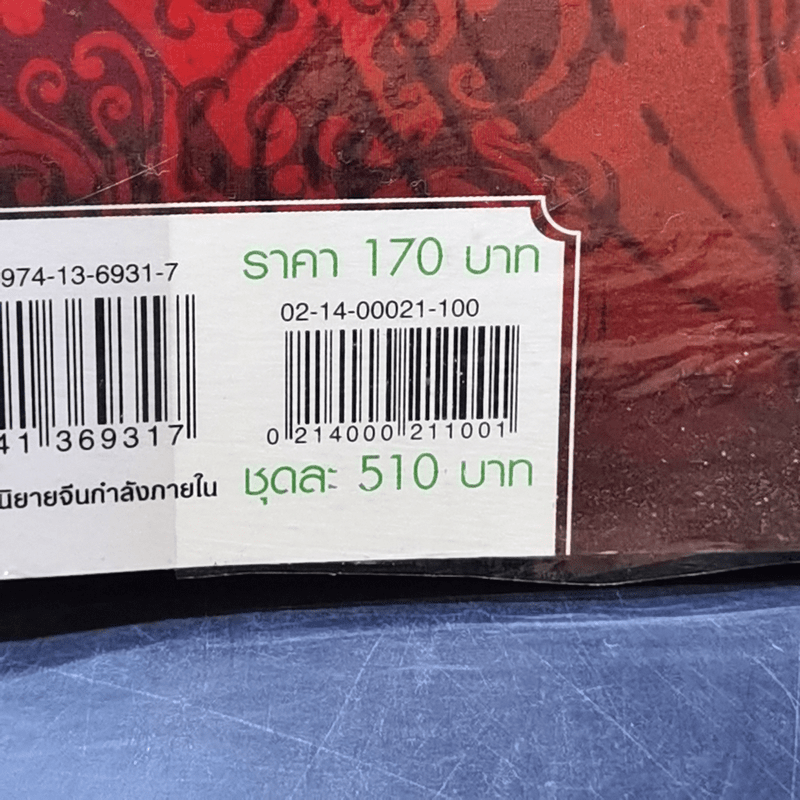 974-13-6931-7
41 369317
นิยายจีนกำลังภายใน
ราคา 170 บาท
02-14-00021-100
0 214000 211001
ชุดละ 510 บาท